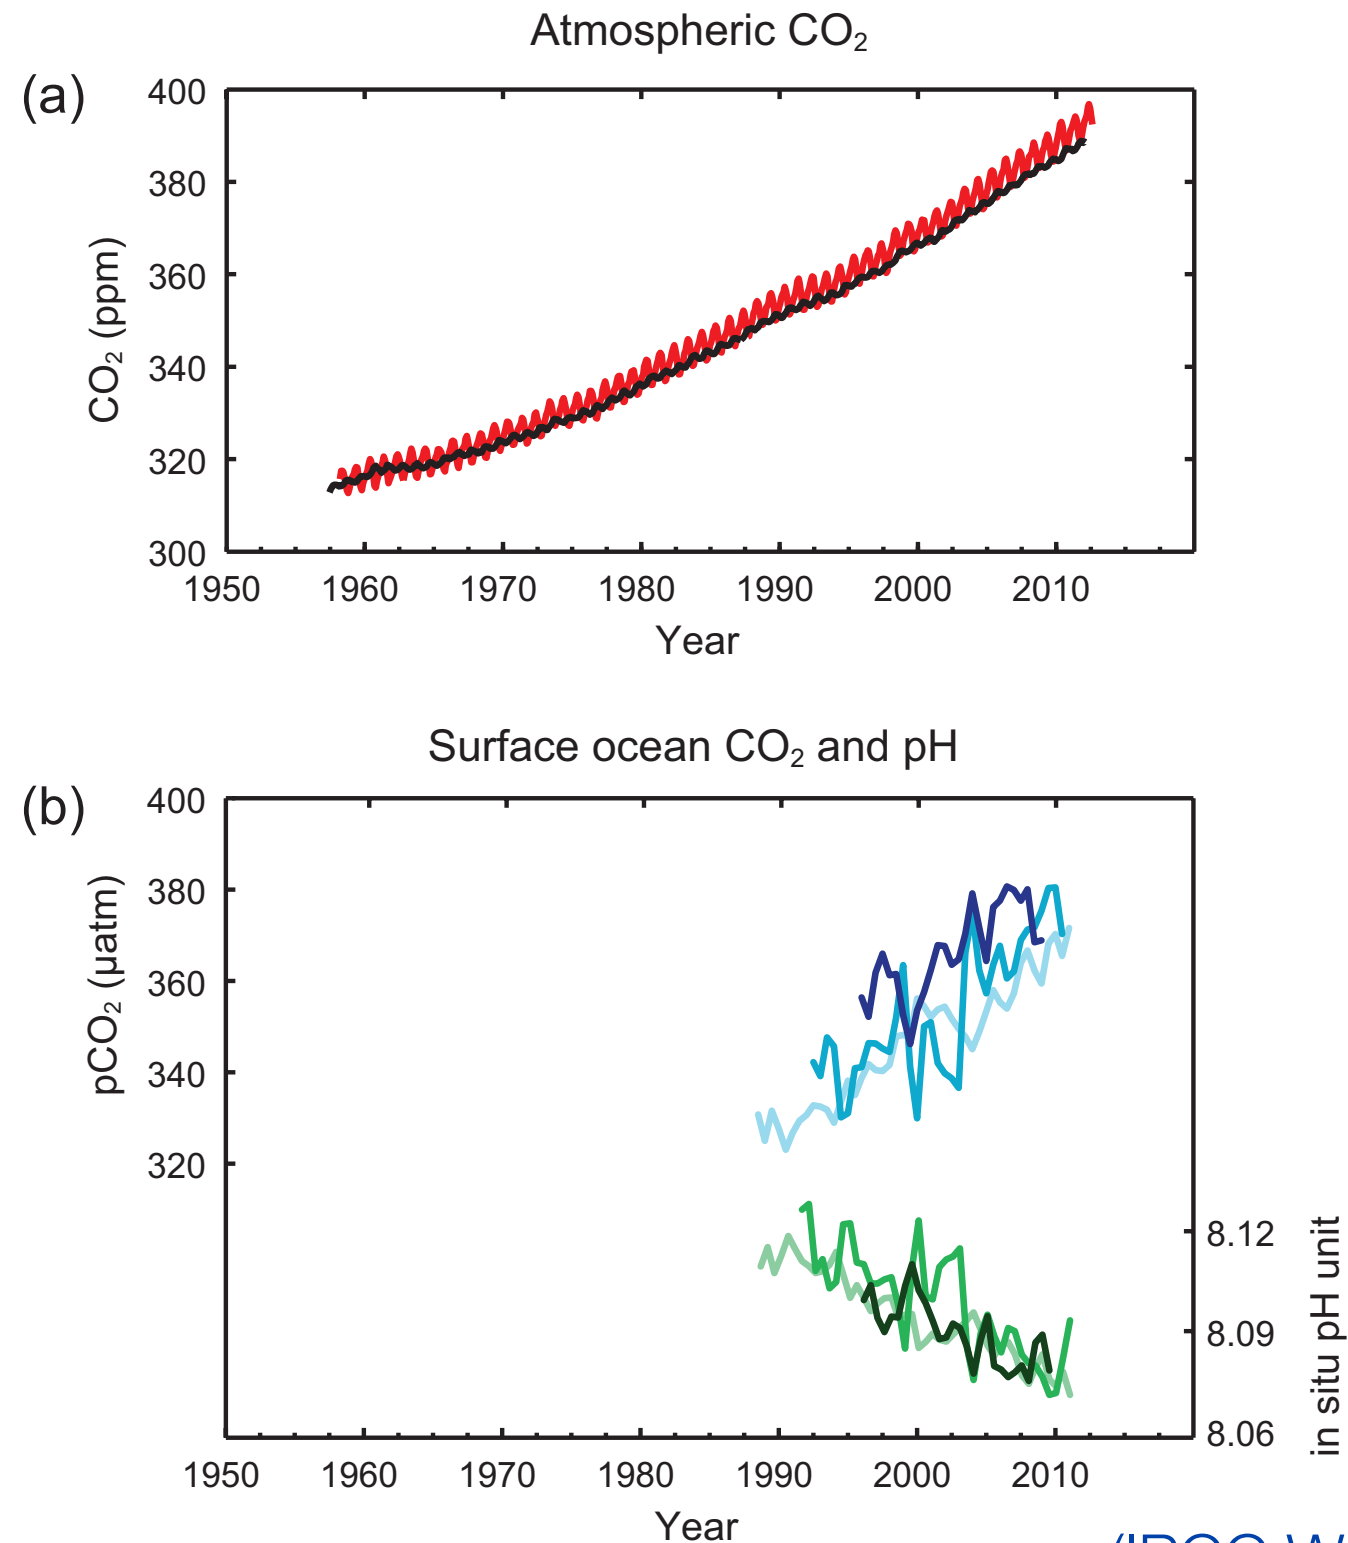 Atmospheric CO₂
(a)
400
380
360
340
320
300
CO₂ (ppm)
1950 1960 1970 1980 1990 2000 2010
Year
Surface ocean CO₂ and pH
(b)
400
380
360
340
320
pCO₂ (µatm)
8.12
8.09
8.06
in situ pH unit
1950 1960 1970 1980 1990 2000 2010
Year